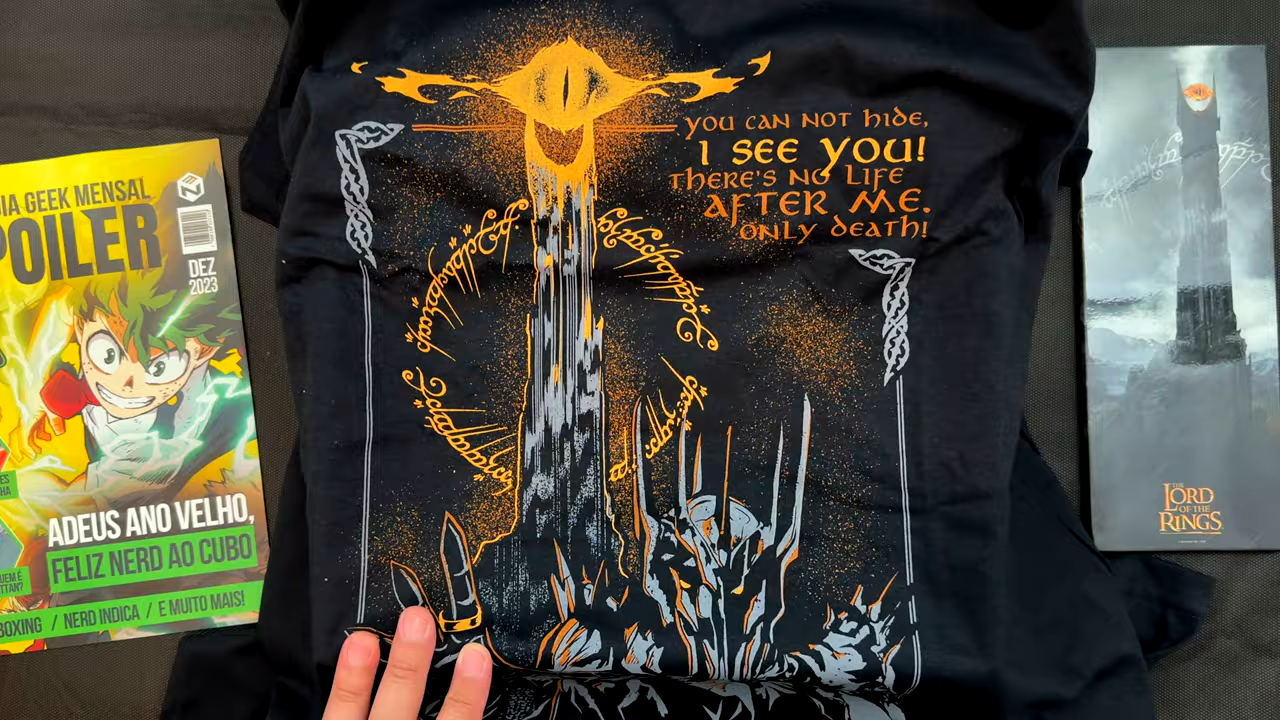 GEEK MENSAL
POILER
DEZ
2023
ADEUS ANO VELHO,
FELIZ NERD AO CUBO
NERD INDICA / E MUITO MAIS!
YOU CAN NOT HIDE,
I SEE YOU!
THERE'S NO LIFE
AFTER ME.
ONLY DEATH!
THE
LORD
OF THE
RINGS